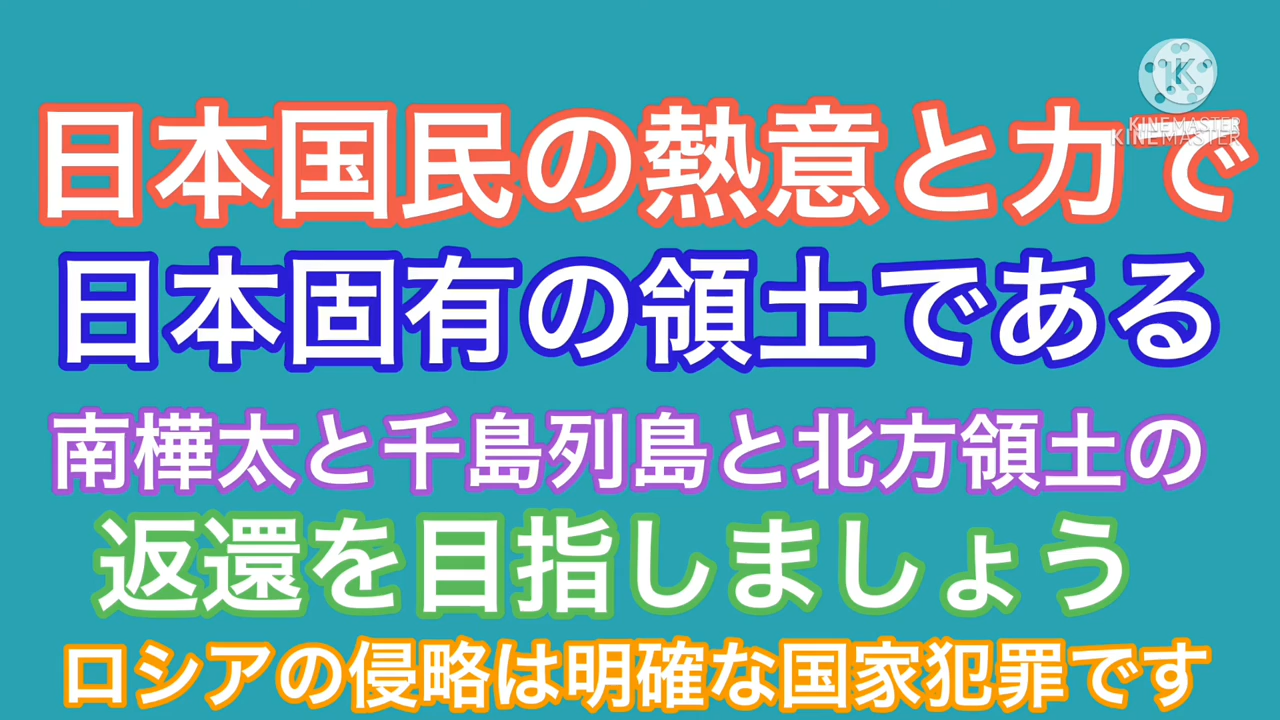 KINEMASTER
KINEMASTER
日本国民の熱意と力で
日本固有の領土である
南樺太と千島列島と北方領土の
返還を目指しましょう
ロシアの侵略は明確な国家犯罪です